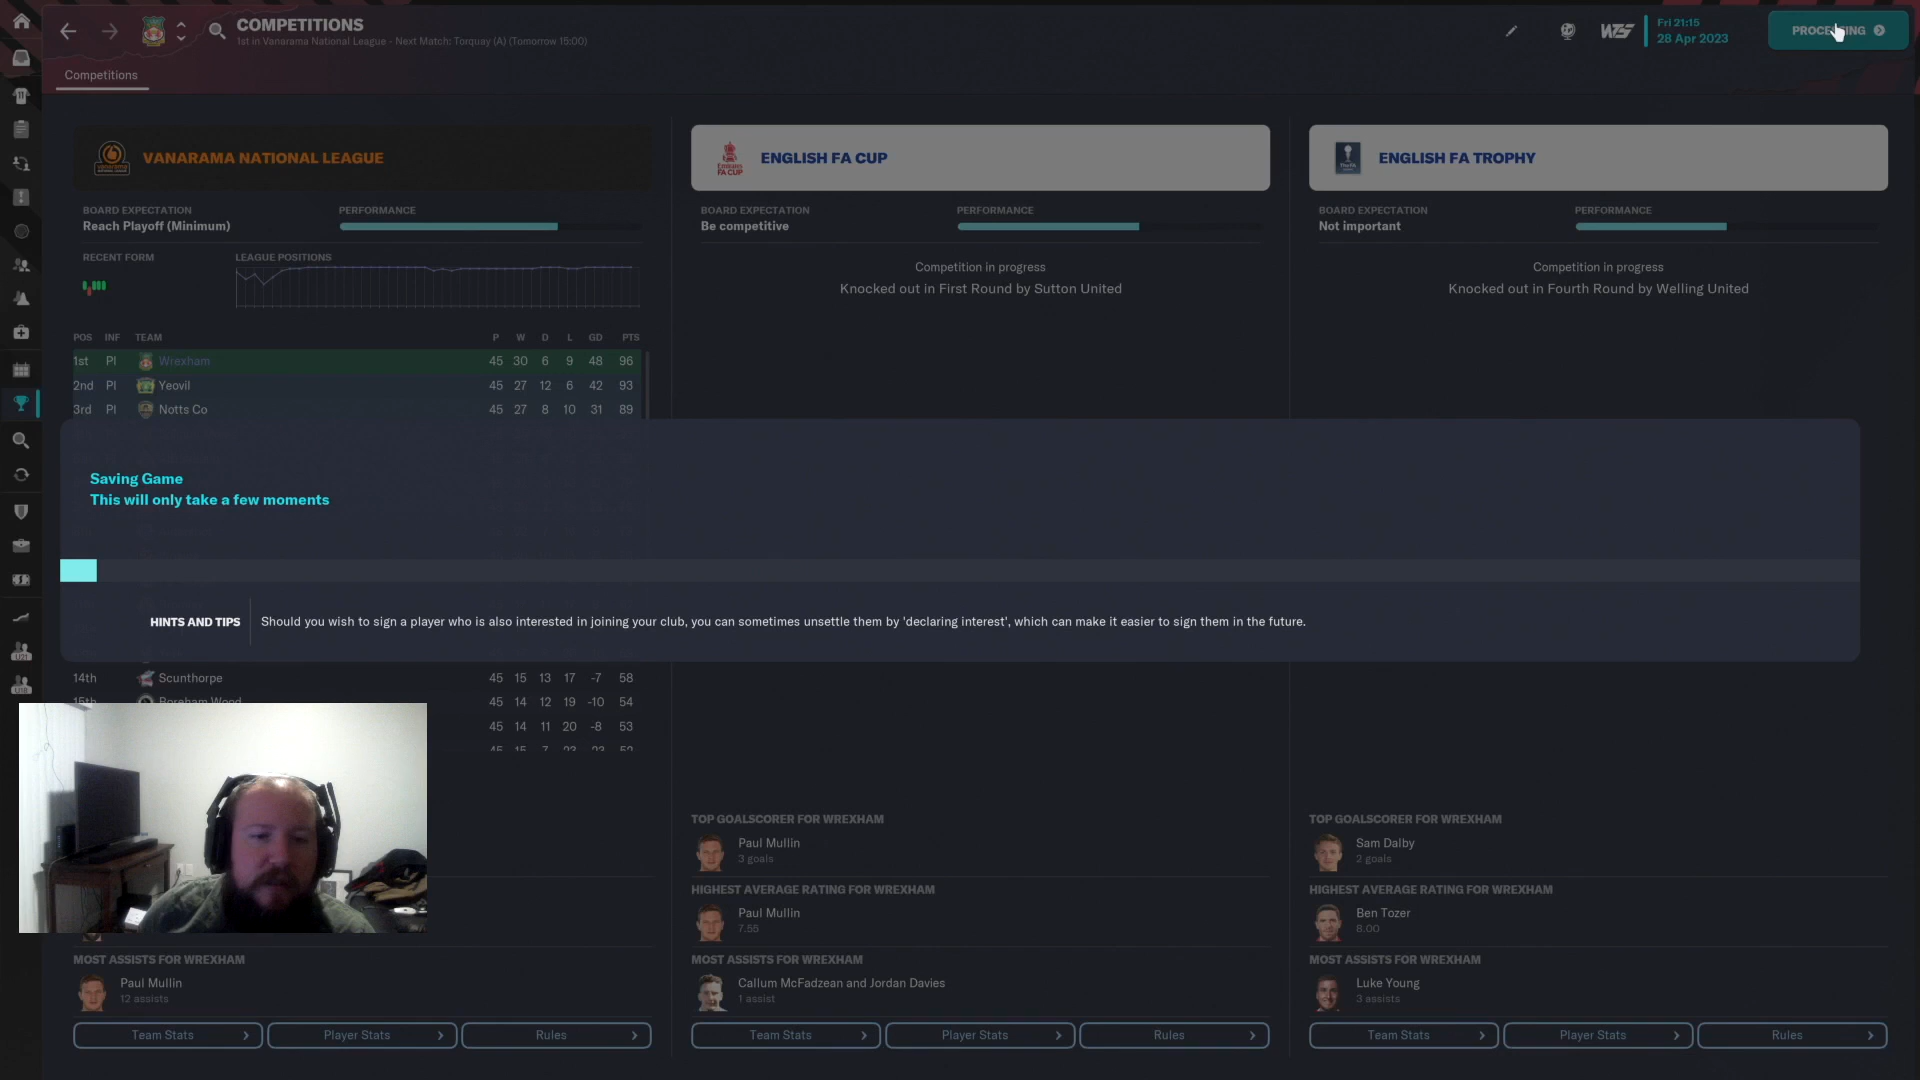 COMPETITIONS
1st in Vanarama National League - Next Match: Torquay (A) (Tomorrow 15:00)
Fri 21:15
28 Apr 2023
Competitions
VANARAMA NATIONAL LEAGUE
BOARD EXPECTATION
Reach Playoff (Minimum)
PERFORMANCE
RECENT FORM
LEAGUE POSITIONS
POS INF TEAM P W D L GD PTS
1st Pl Wrexham 45 30 6 9 48 96
2nd Pl Yeovil 45 27 12 6 42 93
3rd Pl Notts Co 45 27 8 10 31 89
ENGLISH FA CUP
BOARD EXPECTATION
Be competitive
PERFORMANCE
Competition in progress
Knocked out in First Round by Sutton United
ENGLISH FA TROPHY
BOARD EXPECTATION
Not important
PERFORMANCE
Competition in progress
Knocked out in Fourth Round by Welling United
Saving Game
This will only take a few moments
HINTS AND TIPS
Should you wish to sign a player who is also interested in joining your club, you can sometimes unsettle them by 'declaring interest', which can make it easier to sign them in the future.
14th Scunthorpe 45 15 13 17 -7 58
15th Boreham Wood 45 14 12 19 -10 54
45 14 11 20 -8 53
MOST ASSISTS FOR WREXHAM
Paul Mullin
12 assists
Team Stats
Player Stats
Rules
TOP GOALSCORER FOR WREXHAM
Paul Mullin
3 goals
HIGHEST AVERAGE RATING FOR WREXHAM
Paul Mullin
7.55
MOST ASSISTS FOR WREXHAM
Callum McFadzean and Jordan Davies
1 assist
Team Stats
Player Stats
Rules
TOP GOALSCORER FOR WREXHAM
Sam Dalby
2 goals
HIGHEST AVERAGE RATING FOR WREXHAM
Ben Tozer
8.00
MOST ASSISTS FOR WREXHAM
Luke Young
3 assists
Team Stats
Player Stats
Rules